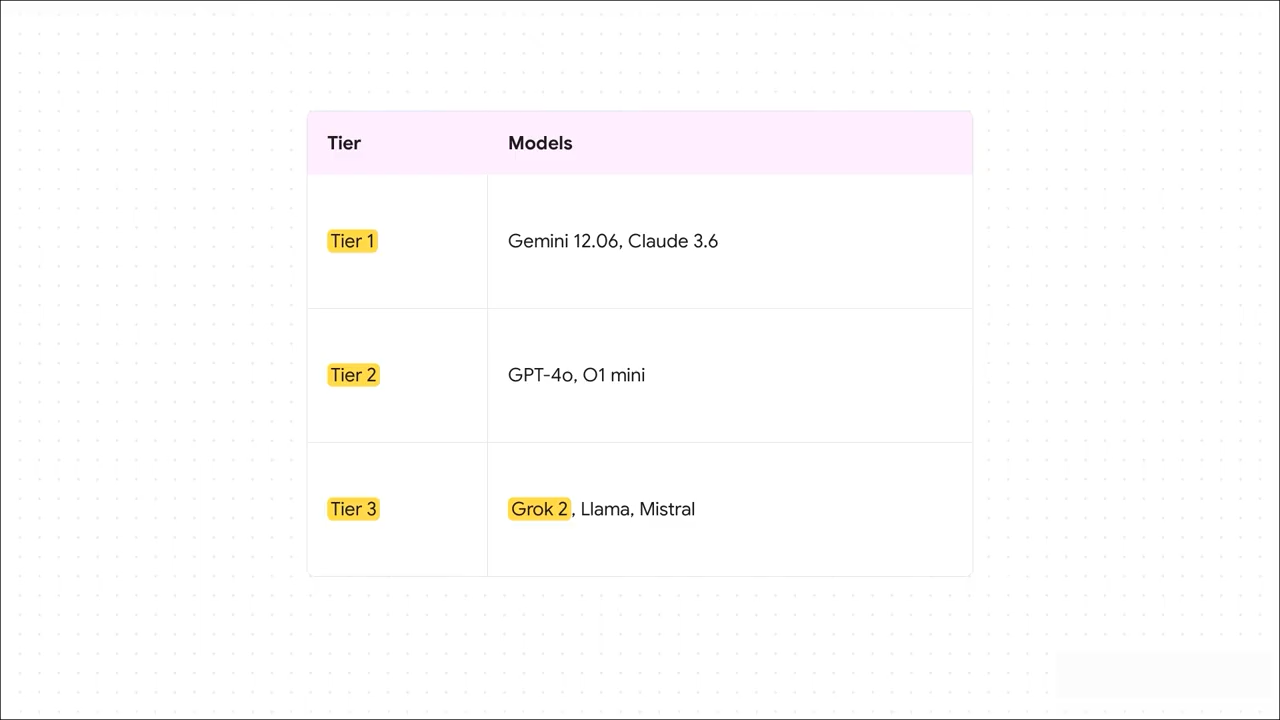 Tier Models
Tier 1 Gemini 12.06, Claude 3.6
Tier 2 GPT-4o, O1 mini
Tier 3 Grok 2, Llama, Mistral